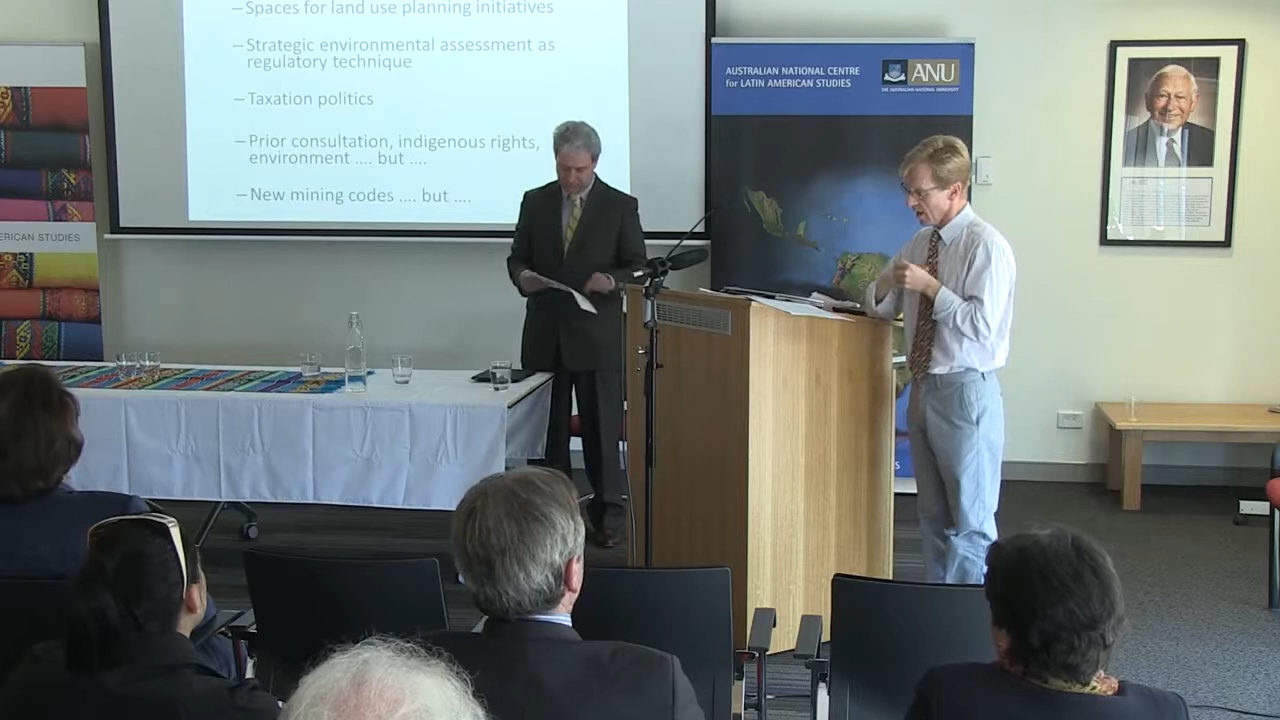 –Spaces for land use planning initiatives
–Strategic environmental assessment as
regulatory technique
–Taxation politics
–Prior consultation, indigenous rights,
environment .... but ....
–New mining codes .... but ....
AUSTRALIAN NATIONAL CENTRE
for LATIN AMERICAN STUDIES
ANU
THE AUSTRALIAN NATIONAL UNIVERSITY
ERICAN STUDIES